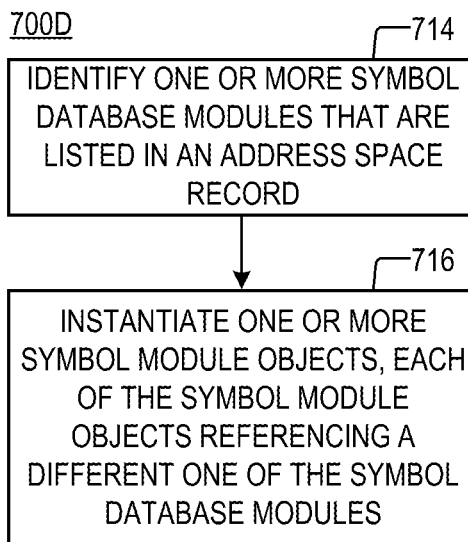 700D
714
IDENTIFY ONE OR MORE SYMBOL
DATABASE MODULES THAT ARE
LISTED IN AN ADDRESS SPACE
RECORD
716
INSTANTIATE ONE OR MORE
SYMBOL MODULE OBJECTS, EACH
OF THE SYMBOL MODULE
OBJECTS REFERENCING A
DIFFERENT ONE OF THE SYMBOL
DATABASE MODULES